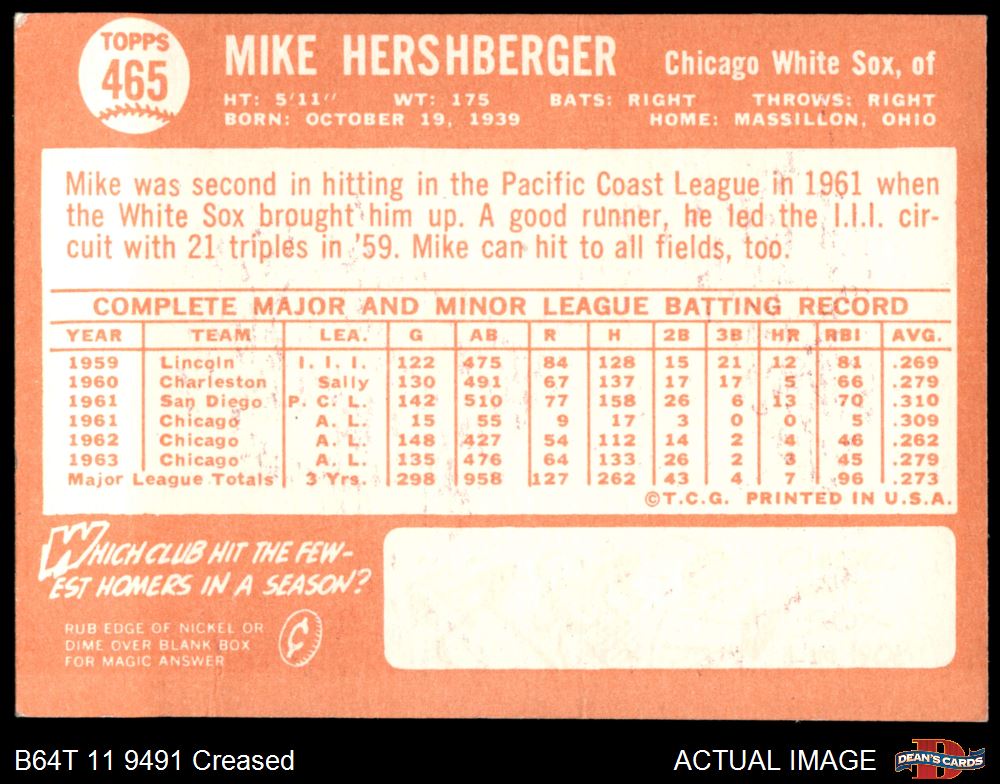 TOPPS
465
MIKE HERSHBERGER
Chicago White Sox, of
HT: 5'11" WT: 175 BATS: RIGHT THROWS: RIGHT
BORN: OCTOBER 19, 1939 HOME: MASSILLON, OHIO
Mike was second in hitting in the Pacific Coast League in 1961 when
the White Sox brought him up. A good runner, he led the I.I.I. cir-
cuit with 21 triples in '59. Mike can hit to all fields, too.
COMPLETE MAJOR AND MINOR LEAGUE BATTING RECORD
YEAR TEAM LEA. G AB R H 2B 3B HR RBI AVG.
1959 Lincoln I. I. I. 122 475 84 128 15 21 12 81 .269
1960 Charleston Sally 130 491 67 137 17 17 5 66 .279
1961 San Diego P. C. L. 142 510 77 158 26 6 13 70 .310
1961 Chicago A. L. 15 55 9 17 3 0 0 5 .309
1962 Chicago A. L. 148 427 54 112 14 2 4 46 .262
1963 Chicago A. L. 135 476 64 133 26 2 3 45 .279
Major League Totals 3 Yrs. 298 958 127 262 43 4 7 96 .273
©T.C.G. PRINTED IN U.S.A.
WHICH CLUB HIT THE FEW-
EST HOMERS IN A SEASON?
RUB EDGE OF NICKEL OR
DIME OVER BLANK BOX
FOR MAGIC ANSWER
B64T 11 9491 Creased
ACTUAL IMAGE
DEAN'S CARDS